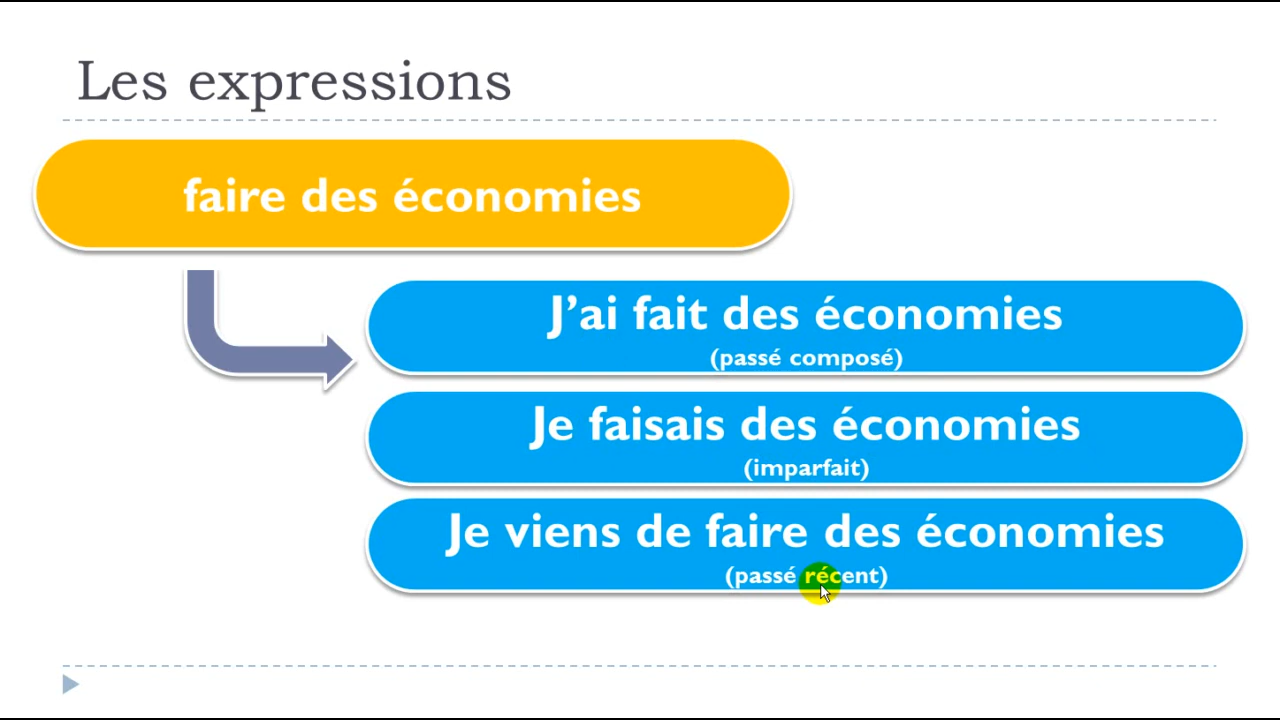 Les expressions
faire des économies
J’ai fait des économies
(passé composé)
Je faisais des économies
(imparfait)
Je viens de faire des économies
(passé récent)